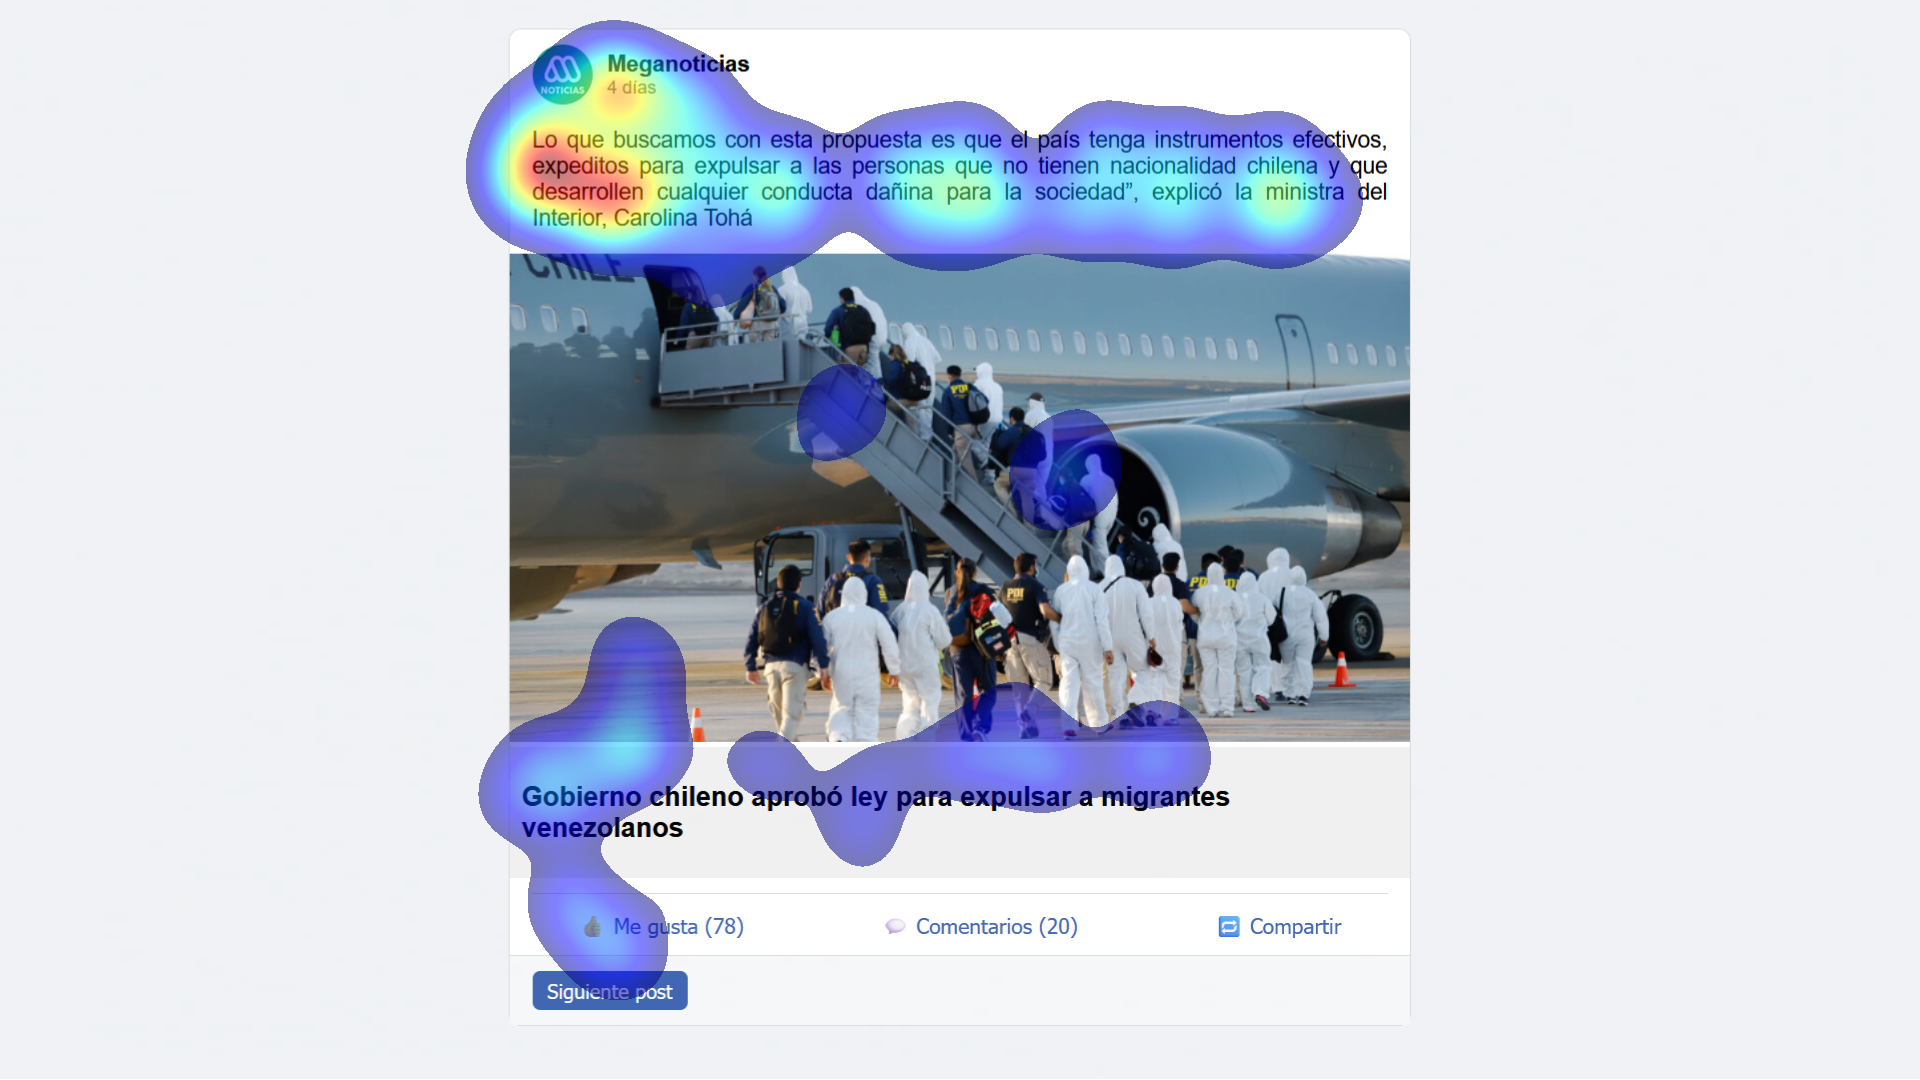 NOTICIAS
Meganoticias
4 días
Lo que buscamos con esta propuesta es que el país tenga instrumentos efectivos,
expeditos para expulsar a las personas que no tienen nacionalidad chilena y que
desarrollen cualquier conducta dañina para la sociedad”, explicó la ministra del
Interior, Carolina Tohá
CHILE
PDI
PDI
Gobierno chileno aprobó ley para expulsar a migrantes
venezolanos
Me gusta (78)
Comentarios (20)
Compartir
Siguiente post